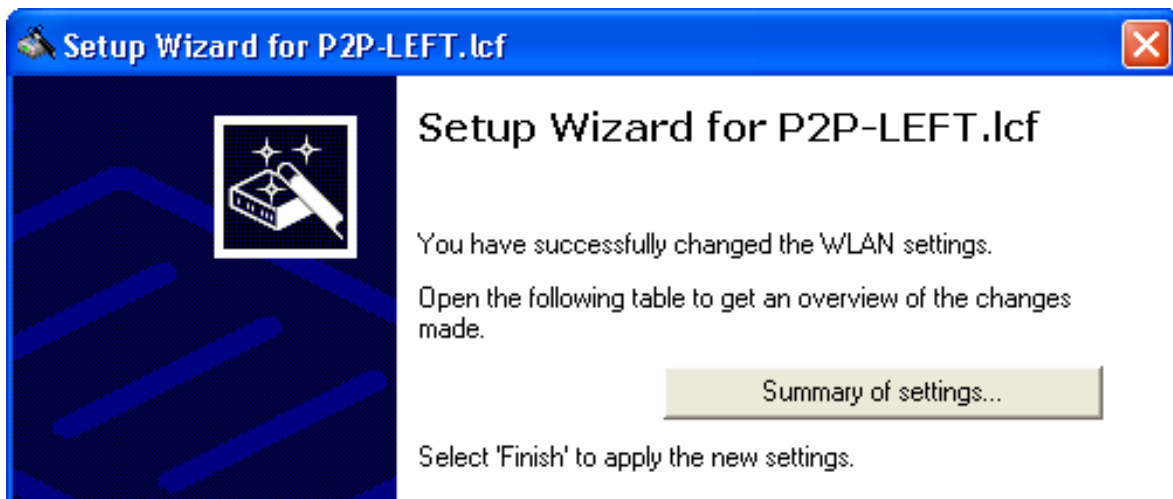 Setup Wizard for P2P-LEFT.lcf
Setup Wizard for P2P-LEFT.lcf
You have successfully changed the WLAN settings.
Open the following table to get an overview of the changes
made.
Summary of settings...
Select 'Finish' to apply the new settings.